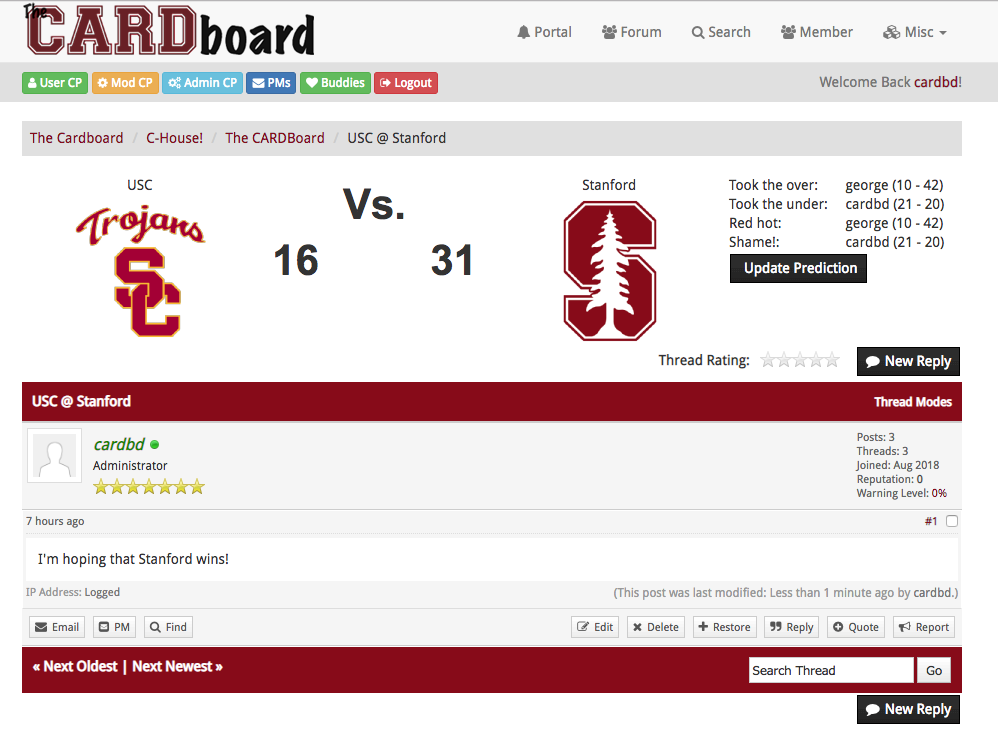 The CARDboard
Portal Forum Search Member Misc
User CP Mod CP Admin CP PMs Buddies Logout
Welcome Back cardbd!
The Cardboard / C-House! / The CARDBoard / USC @ Stanford
USC
Trojans
SC
Vs.
16 31
Stanford
S
Took the over: george (10 - 42)
Took the under: cardbd (21 - 20)
Red hot: george (10 - 42)
Shame!: cardbd (21 - 20)
Update Prediction
Thread Rating:
New Reply
USC @ Stanford Thread Modes
cardbd
Administrator
Posts: 3
Threads: 3
Joined: Aug 2018
Reputation: 0
Warning Level: 0%
7 hours ago #1
I'm hoping that Stanford wins!
IP Address: Logged (This post was last modified: Less than 1 minute ago by cardbd.)
Email PM Find Edit Delete Restore Reply Quote Report
« Next Oldest | Next Newest » Search Thread Go
New Reply